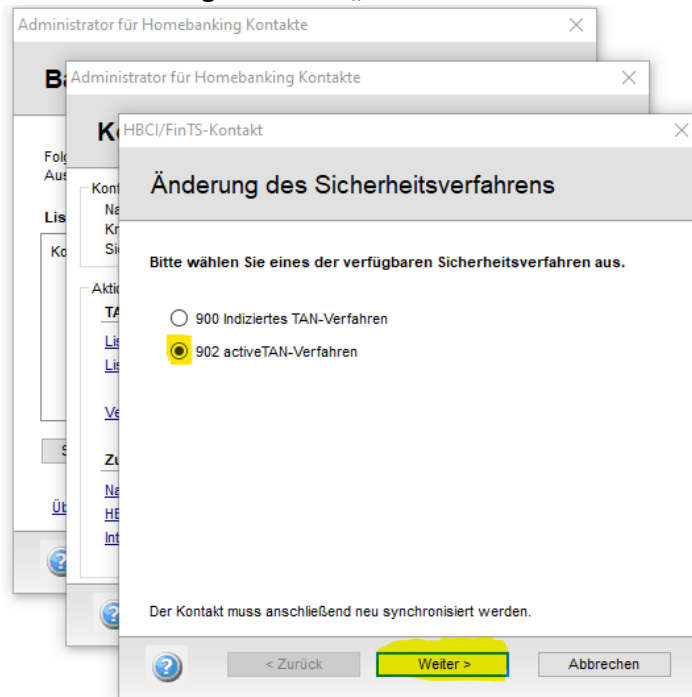 Administrator für Homebanking Kontakte
Administrator für Homebanking Kontakte
HBCI/FinTS-Kontakt
Änderung des Sicherheitsverfahrens
Bitte wählen Sie eines der verfügbaren Sicherheitsverfahren aus.
900 Indiziertes TAN-Verfahren
902 activeTAN-Verfahren
Der Kontakt muss anschließend neu synchronisiert werden.
< Zurück
Weiter >
Abbrechen